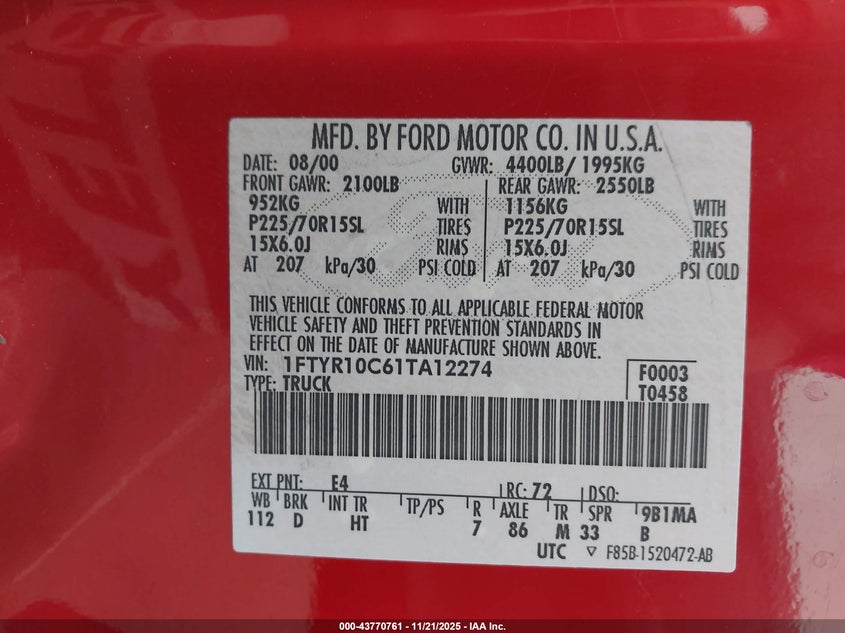 MFD. BY FORD MOTOR CO. IN U.S.A.
DATE: 08/00 GVWR: 4400LB/ 1995KG
FRONT GAWR: 2100LB REAR GAWR: 2550LB
952KG WITH 1156KG WITH
P225/70R15SL TIRES P225/70R15SL TIRES
15X6.0J RIMS 15X6.0J RIMS
AT 207 kPa/30 PSI COLD AT 207 kPa/30 PSI COLD
THIS VEHICLE CONFORMS TO ALL APPLICABLE FEDERAL MOTOR
VEHICLE SAFETY AND THEFT PREVENTION STANDARDS IN
EFFECT ON THE DATE OF MANUFACTURE SHOWN ABOVE.
VIN: 1FTYR10C61TA12274 F0003
TYPE: TRUCK T0458
EXT PNT: E4 RC: 72 DSO:
WB BRK INT TR TP/PS R AXLE TR SPR 9B1MA
112 D HT 7 86 M 33 B
UTC ▽ F85B-1520472-AB
000-43770761 - 11/21/2025 - IAA Inc.